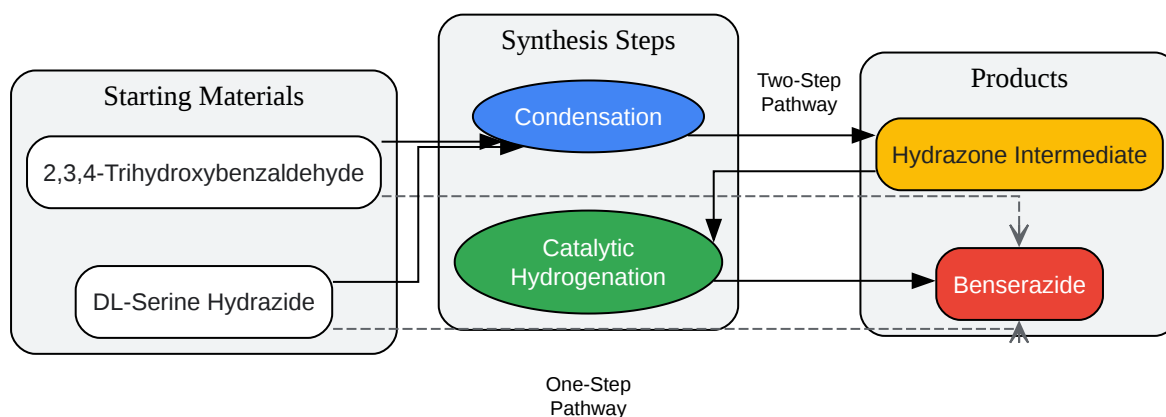 Synthesis Steps
Starting Materials
Products
Two-Step
Pathway
Condensation
2,3,4-Trihydroxybenzaldehyde
Hydrazone Intermediate
Catalytic
Hydrogenation
DL-Serine Hydrazide
Benserazide
One-Step
Pathway